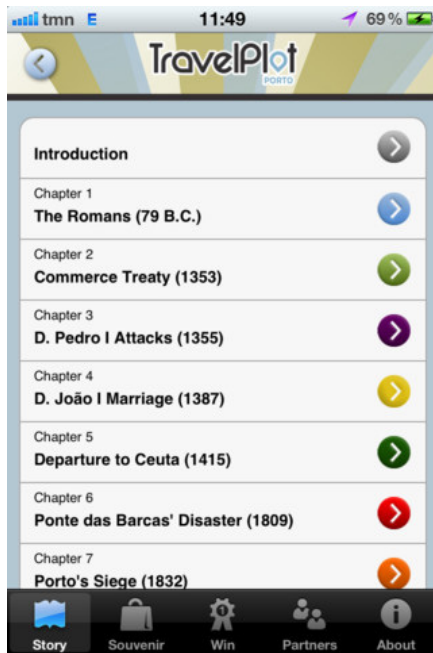 tmn E 11:49 69 %
TravelPlot
PORTO
Introduction
Chapter 1
The Romans (79 B.C.)
Chapter 2
Commerce Treaty (1353)
Chapter 3
D. Pedro I Attacks (1355)
Chapter 4
D. João I Marriage (1387)
Chapter 5
Departure to Ceuta (1415)
Chapter 6
Ponte das Barcas' Disaster (1809)
Chapter 7
Porto's Siege (1832)
Story Souvenir Win Partners About